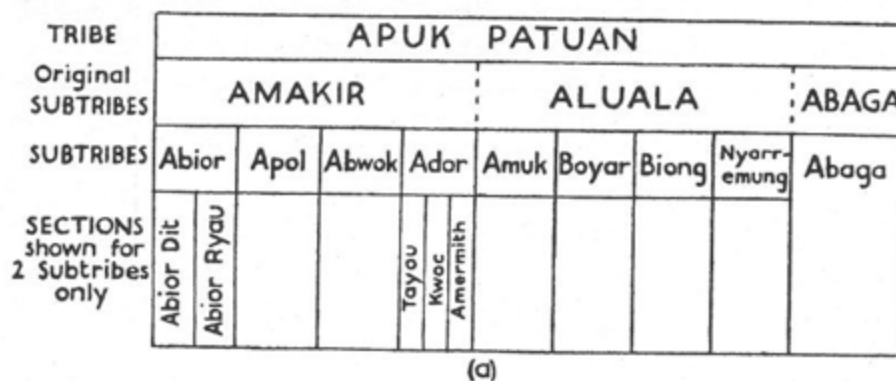 TRIBE
APUK PATUAN
Original
SUBTRIBES
AMAKIR
ALUALA
ABAGA
SUBTRIBES
Abior
Apol
Abwok
Ador
Amuk
Boyar
Biong
Nyarr-
emung
Abaga
SECTIONS
shown for
2 Subtribes
only
Abior Dit
Abior Ryau
Tayou
Kwoc
Amermith
(a)